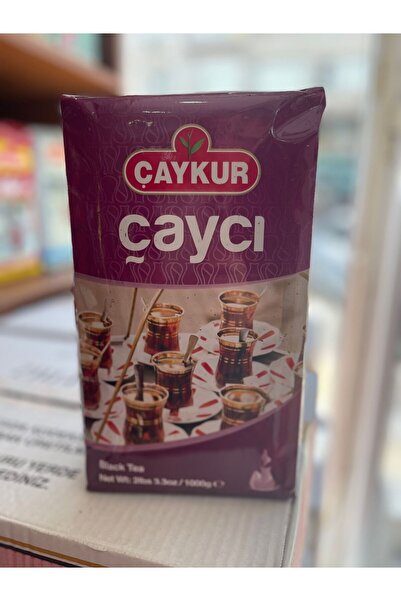 ÇAYKUR
çaycı
Black Tea
Net Wt: 2lbs 3.3oz / 1000g ℮